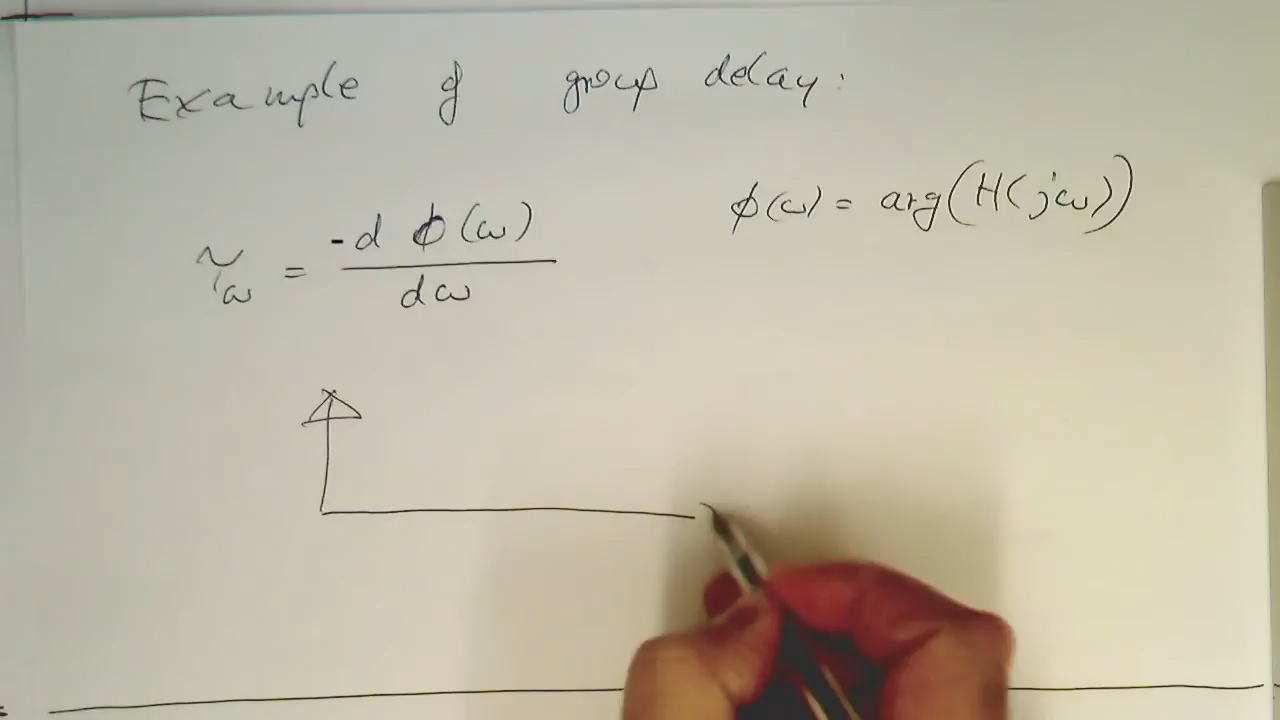 Example of group delay:
τ_ω = -d ϕ(ω) / dω
ϕ(ω) = arg(H(jω))